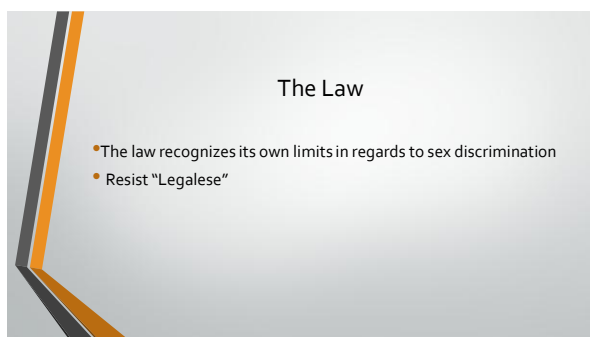 The Law
•The law recognizes its own limits in regards to sex discrimination
• Resist “Legalese”